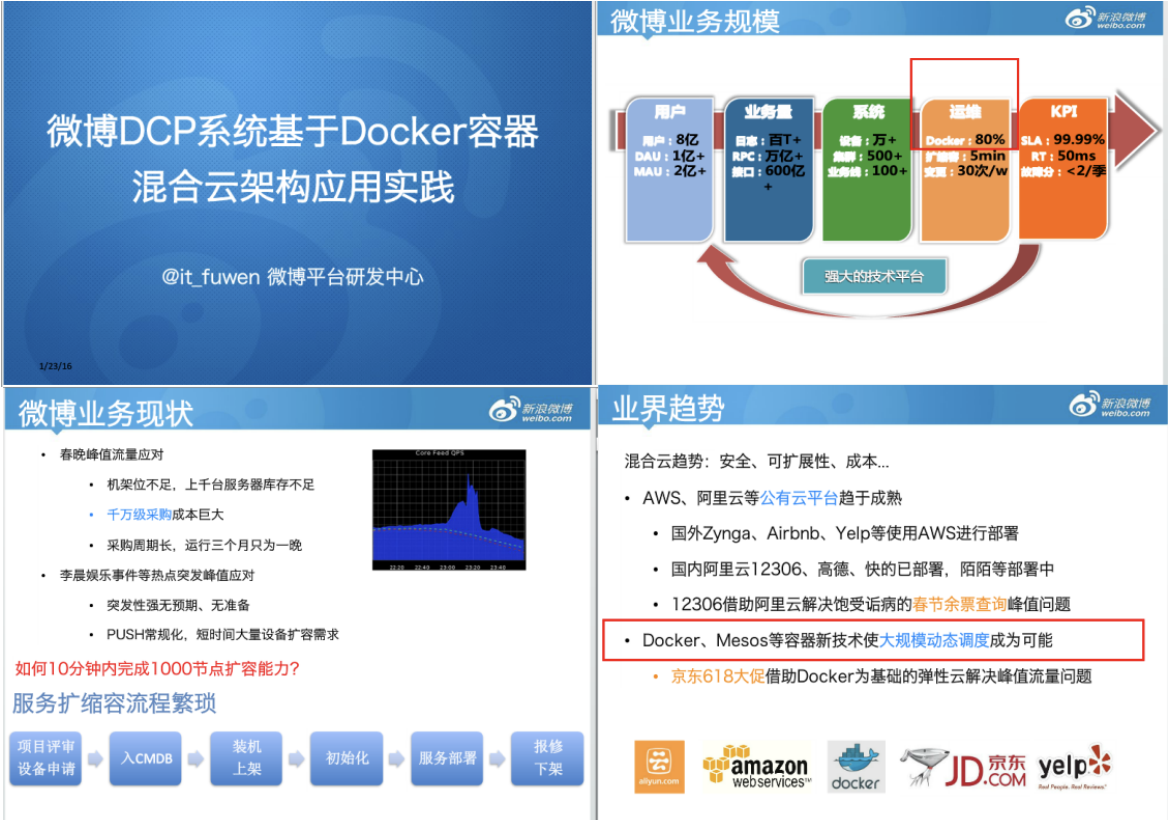 微博DCP系统基于Docker容器
混合云架构应用实践
@it_fuwen 微博平台研发中心
1/23/16
微博业务规模
新浪微博
weibo.com
用户
用户：8亿
DAU：1亿+
MAU：2亿+
业务量
日志：百T+
RPC：万亿+
接口：600亿
+
系统
设备：万+
集群：500+
业务线：100+
运维
Docker：80%
扩缩容：5min
变更：30次/w
KPI
SLA：99.99%
RT：50ms
故障分：<2/季
强大的技术平台
微博业务现状
新浪微博
weibo.com
• 春晚峰值流量应对
• 机架位不足，上千台服务器库存不足
• 千万级采购成本巨大
• 采购周期长，运行三个月只为一晚
• 李晨娱乐事件等热点突发峰值应对
• 突发性强无预期、无准备
• PUSH常规化，短时间大量设备扩容需求
Core Feed QPS
22:20 22:40 23:00 23:20 23:40
如何10分钟内完成1000节点扩容能力？
服务扩缩容流程繁琐
项目评审
设备申请
入CMDB
装机
上架
初始化
服务部署
报修
下架
业界趋势
新浪微博
weibo.com
混合云趋势：安全、可扩展性、成本...
• AWS、阿里云等公有云平台趋于成熟
• 国外Zynga、Airbnb、Yelp等使用AWS进行部署
• 国内阿里云12306、高德、快的已部署，陌陌等部署中
• 12306借助阿里云解决饱受诟病的春节余票查询峰值问题
• Docker、Mesos等容器新技术使大规模动态调度成为可能
• 京东618大促借助Docker为基础的弹性云解决峰值流量问题
aliyun.com
amazon
webservices™
docker
JD.京东
.COM
yelp
Real People. Real Reviews.®